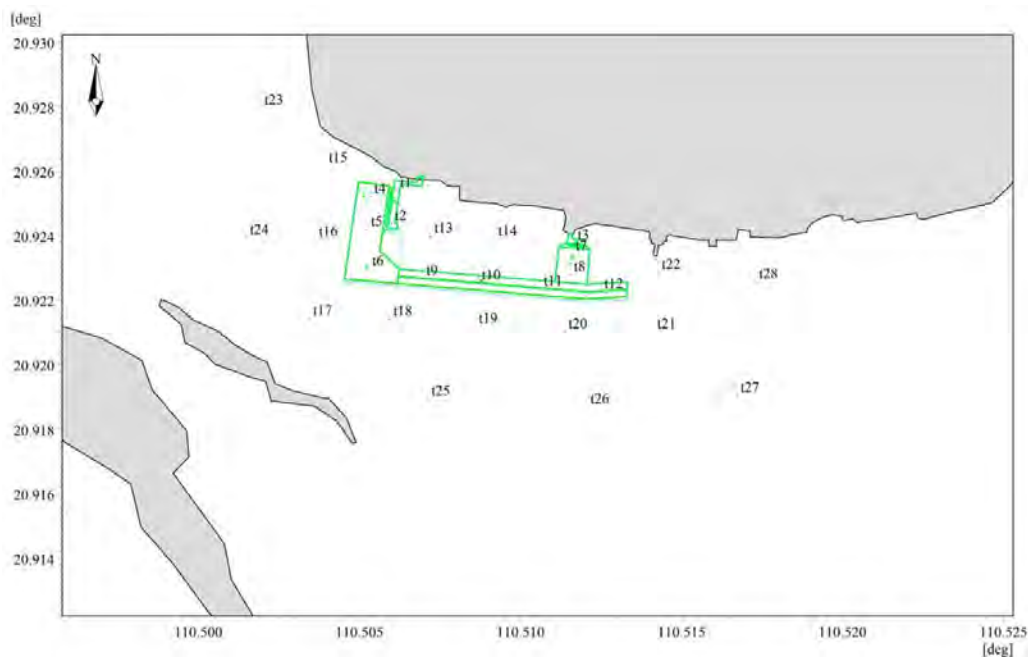 [deg]
20.930
N
t23
20.928
t15
20.926
t4
t1
t5
t2
20.924
t24
t16
t13
t14
t3
t7
t6
t8
t22
t9
t10
t11
t12
t28
20.922
t17
t18
t19
t20
t21
20.920
t25
t26
t27
20.918
20.916
20.914
110.500
110.505
110.510
110.515
110.520
110.525
[deg]